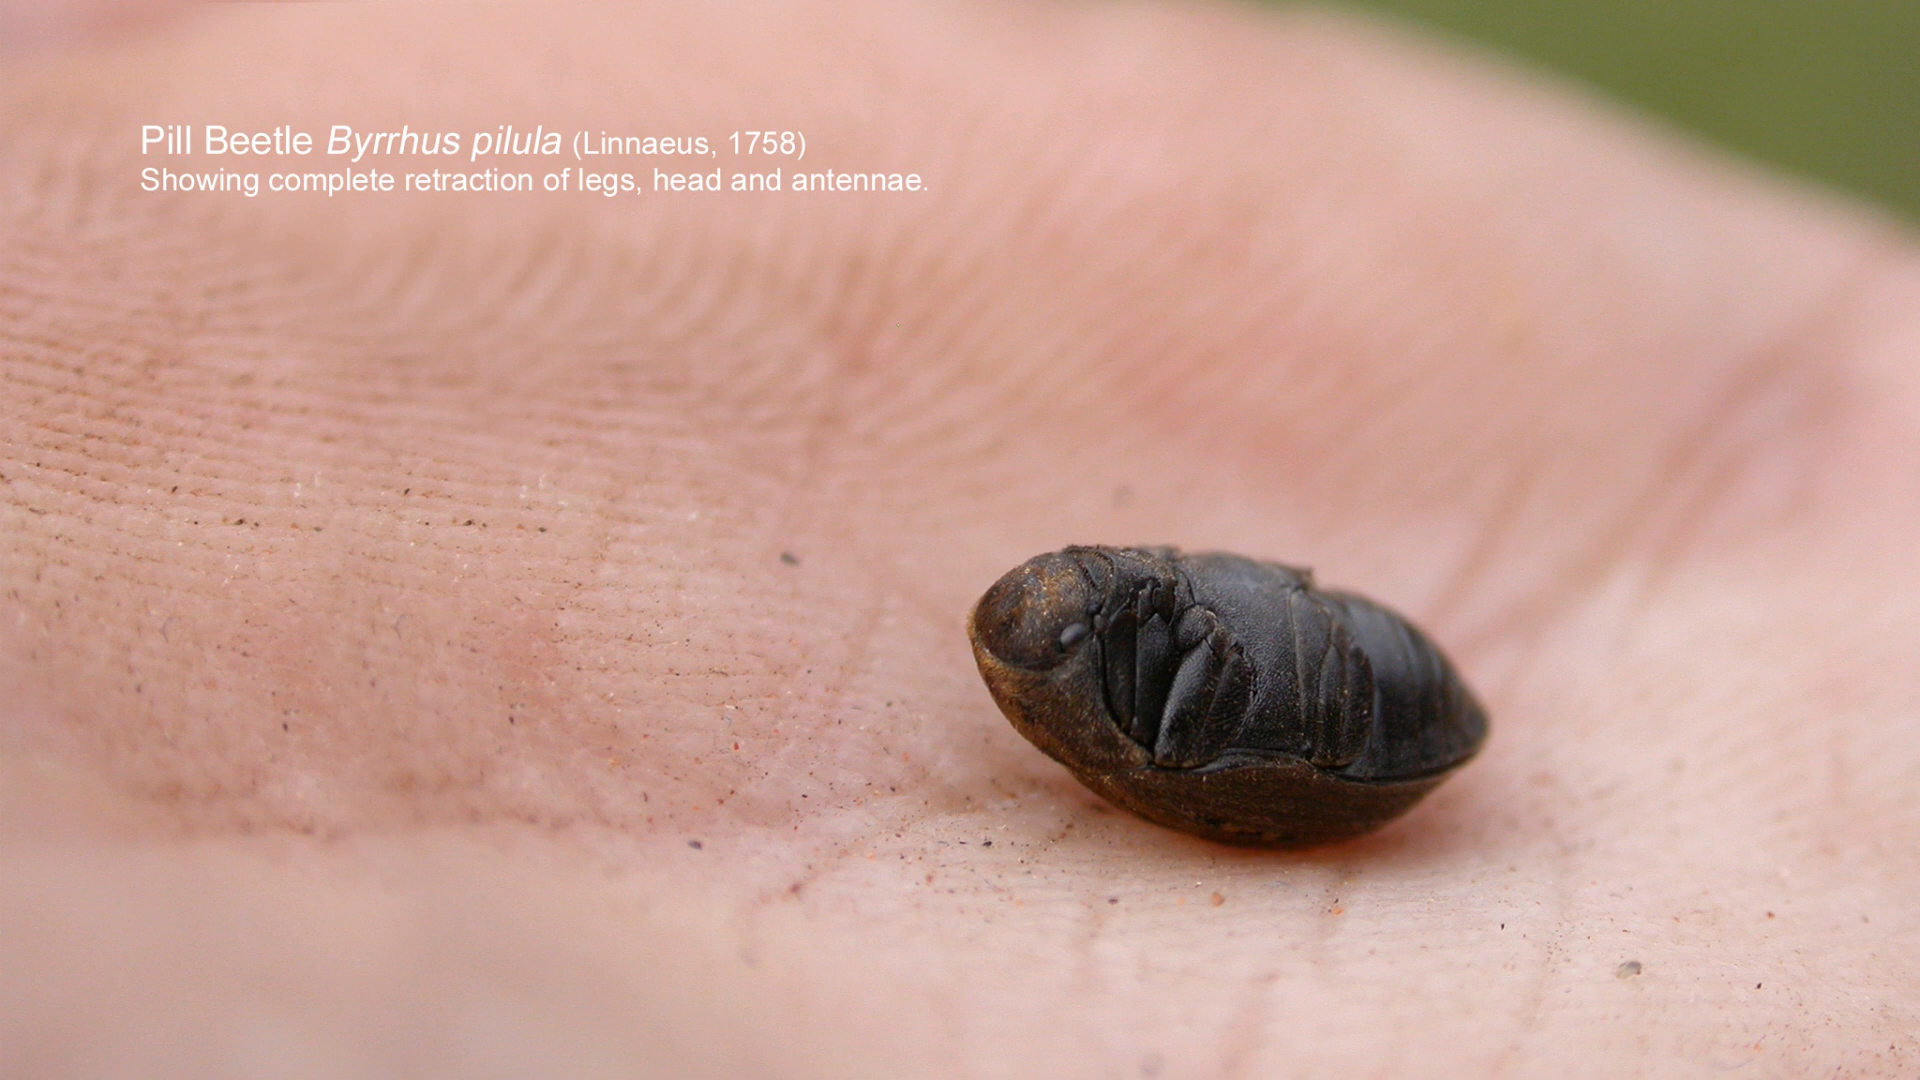 Pill Beetle Byrrhus pilula (Linnaeus, 1758)
Showing complete retraction of legs, head and antennae.